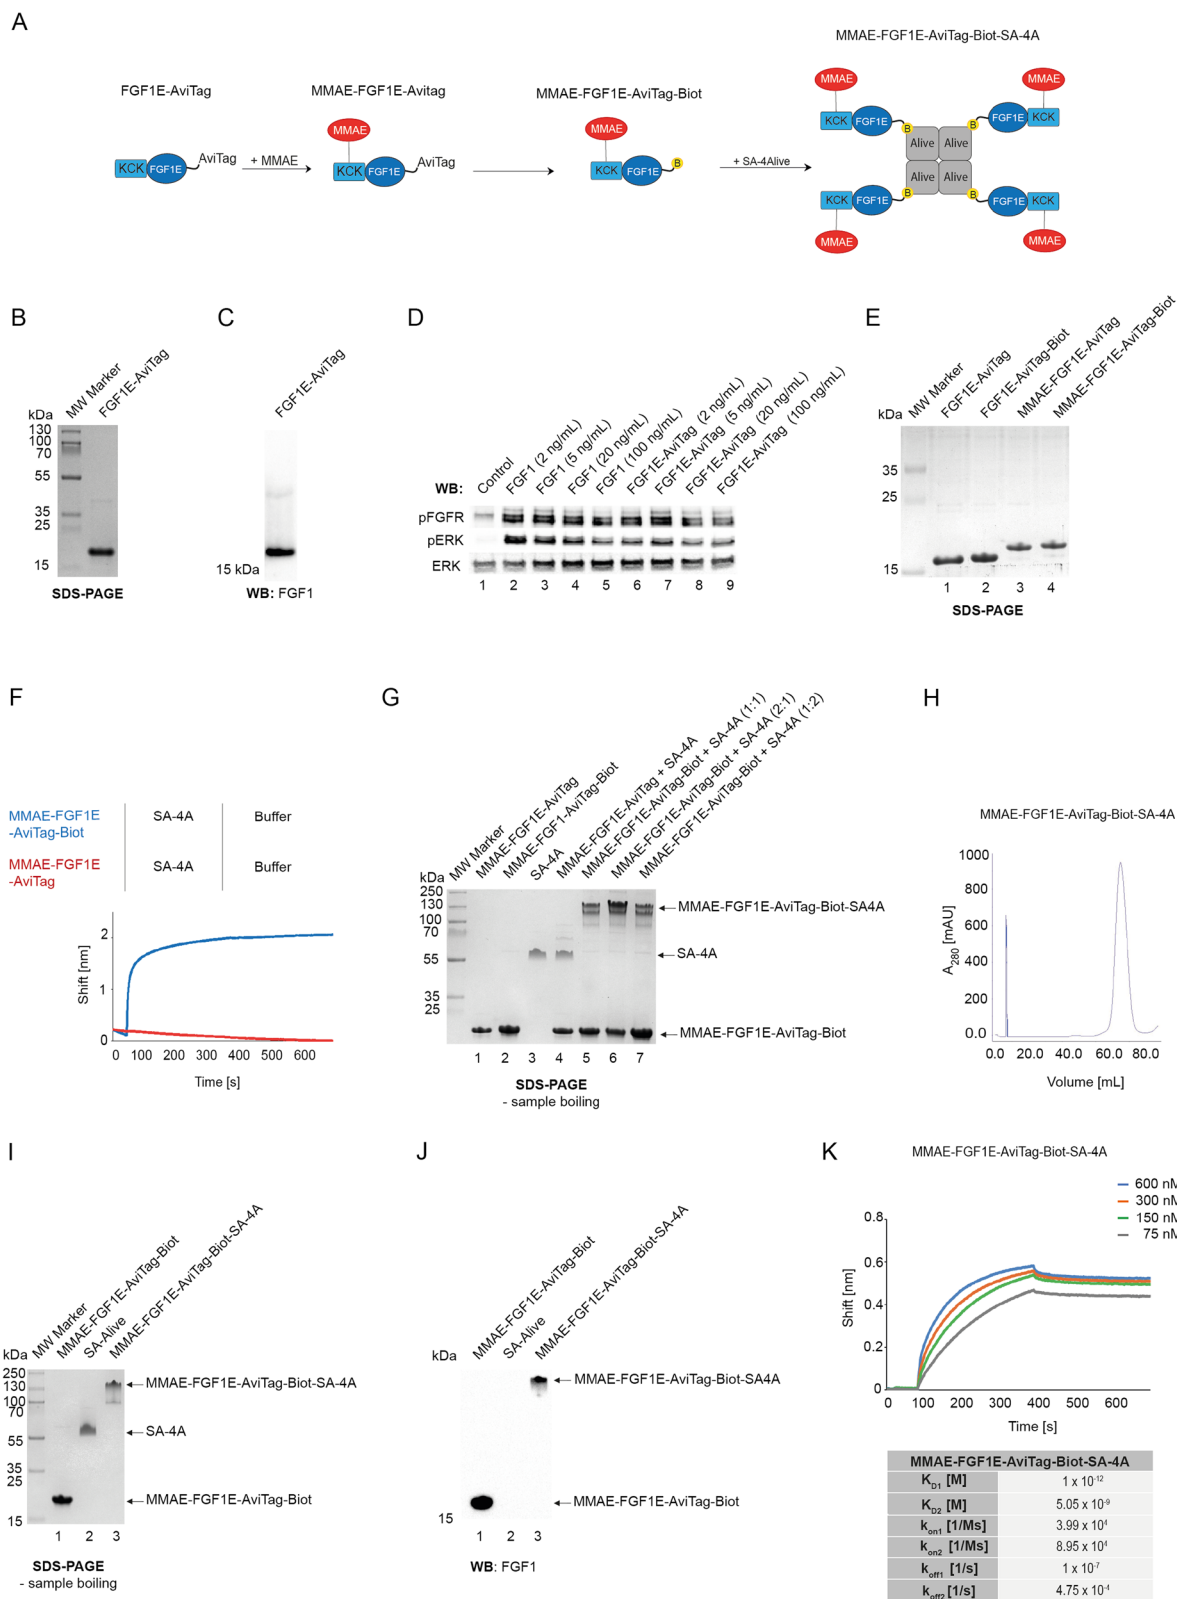 A
MMAE-FGF1E-AviTag-Biot-SA-4A
FGF1E-AviTag
MMAE-FGF1E-Avitag
MMAE-FGF1E-AviTag-Biot
MMAE MMAE
KCK FGF1E B B FGF1E KCK
MMAE MMAE
KCK FGF1E AviTag
+ MMAE
KCK FGF1E AviTag
KCK FGF1E B
+ SA-4Alive
Alive Alive
Alive Alive
KCK FGF1E B B FGF1E KCK
MMAE MMAE
B
MW Marker
FGF1E-AviTag
kDa
130
100
70
55
35
25
15
SDS-PAGE
C
FGF1E-AviTag
15 kDa
WB: FGF1
D
WB:
Control
FGF1 (2 ng/mL)
FGF1 (5 ng/mL)
FGF1 (20 ng/mL)
FGF1 (100 ng/mL)
FGF1E-AviTag (2 ng/mL)
FGF1E-AviTag (5 ng/mL)
FGF1E-AviTag (20 ng/mL)
FGF1E-AviTag (100 ng/mL)
pFGFR
pERK
ERK
1 2 3 4 5 6 7 8 9
E
kDa
MW Marker
FGF1E-AviTag
FGF1E-AviTag-Biot
MMAE-FGF1E-AviTag
MMAE-FGF1E-AviTag-Biot
35
25
15
1 2 3 4
SDS-PAGE
F
MMAE-FGF1E
-AviTag-Biot
SA-4A
Buffer
MMAE-FGF1E
-AviTag
SA-4A
Buffer
Shift [nm]
2
1
0
0 100 200 300 400 500 600
Time [s]
G
kDa
MW Marker
MMAE-FGF1E-AviTag
MMAE-FGF1-AviTag-Biot
SA-4A
MMAE-FGF1E-AviTag + SA-4A
MMAE-FGF1E-AviTag-Biot + SA-4A (1:1)
MMAE-FGF1E-AviTag-Biot + SA-4A (2:1)
MMAE-FGF1E-AviTag-Biot + SA-4A (1:2)
250
130
100
70
55
35
25
MMAE-FGF1E-AviTag-Biot-SA4A
SA-4A
MMAE-FGF1E-AviTag-Biot
1 2 3 4 5 6 7
SDS-PAGE
- sample boiling
H
MMAE-FGF1E-AviTag-Biot-SA-4A
A280 [mAU]
1000
800
600
400
200
0.0
0.0 20.0 40.0 60.0 80.0
Volume [mL]
I
kDa
MW Marker
MMAE-FGF1E-AviTag-Biot
SA-Alive
MMAE-FGF1E-AviTag-Biot-SA-4A
250
130
100
70
55
35
25
15
MMAE-FGF1E-AviTag-Biot-SA-4A
SA-4A
MMAE-FGF1E-AviTag-Biot
1 2 3
SDS-PAGE
- sample boiling
J
kDa
MMAE-FGF1E-AviTag-Biot
SA-Alive
MMAE-FGF1E-AviTag-Biot-SA-4A
MMAE-FGF1E-AviTag-Biot-SA4A
MMAE-FGF1E-AviTag-Biot
15
1 2 3
WB: FGF1
K
MMAE-FGF1E-AviTag-Biot-SA-4A
600 nM
300 nM
150 nM
75 nM
Shift [nm]
0.8
0.6
0.4
0.2
0
0 100 200 300 400 500 600
Time [s]
MMAE-FGF1E-AviTag-Biot-SA-4A
KD1 [M] 1 x 10⁻¹²
KD2 [M] 5.05 x 10⁻⁹
kon1 [1/Ms] 3.99 x 10⁴
kon2 [1/Ms] 8.95 x 10⁴
koff1 [1/s] 1 x 10⁻⁷
koff2 [1/s] 4.75 x 10⁻⁴